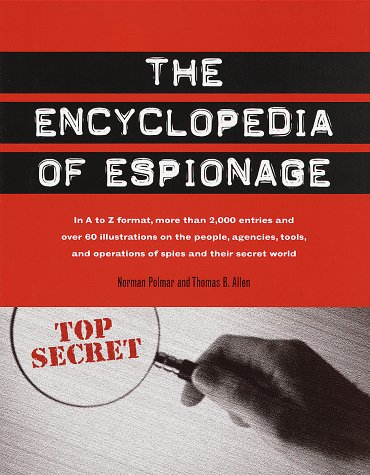 THE
ENCYCLOPEDIA
OF ESPIONAGE
In A to Z format, more than 2,000 entries and
over 60 illustrations on the people, agencies, tools,
and operations of spies and their secret world
Norman Polmar and Thomas B. Allen
TOP
SECRET